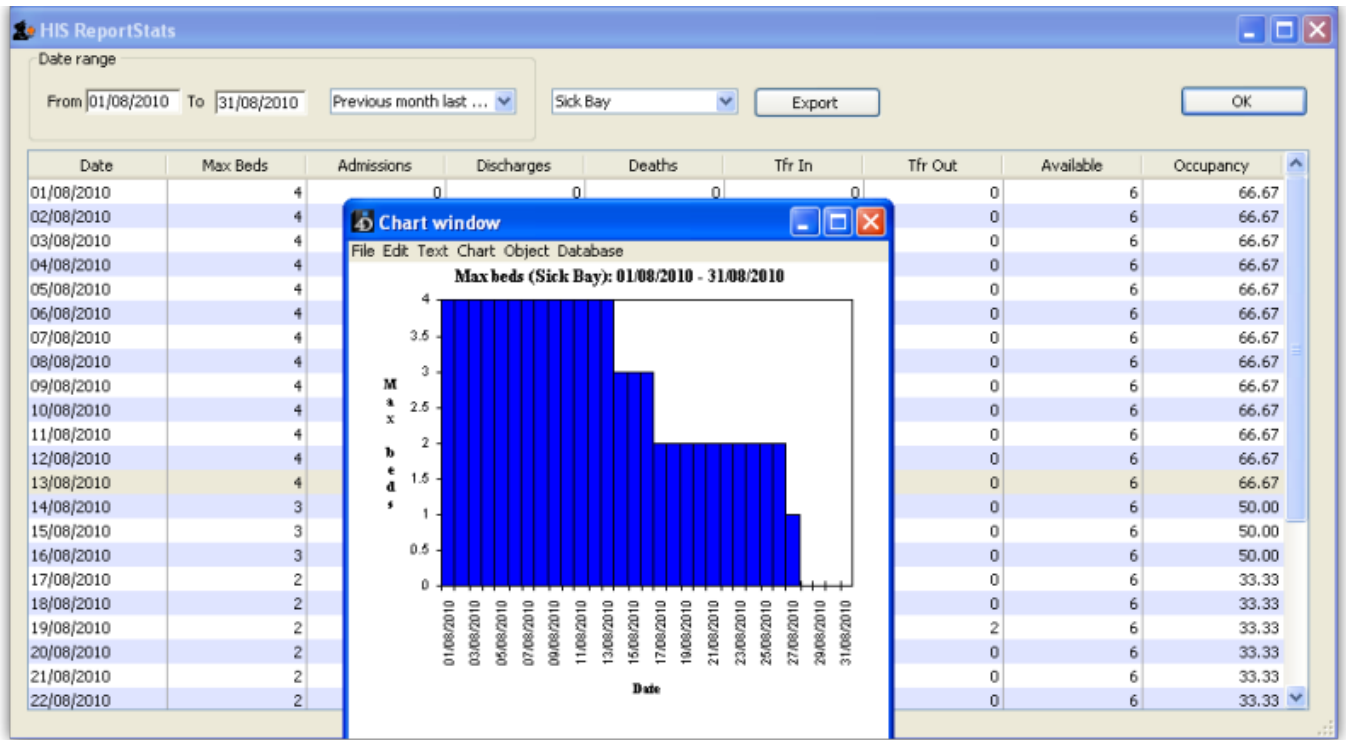 HIS ReportStats
Date range
From 01/08/2010 To 31/08/2010 Previous month last ... Sick Bay Export OK
Date Max Beds Admissions Discharges Deaths Tfr In Tfr Out Available Occupancy
01/08/2010 4 0 0 0 0 0 6 66.67
02/08/2010 4 0 6 66.67
03/08/2010 4 0 6 66.67
04/08/2010 4 0 6 66.67
05/08/2010 4 0 6 66.67
06/08/2010 4 0 6 66.67
07/08/2010 4 0 6 66.67
08/08/2010 4 0 6 66.67
09/08/2010 4 0 6 66.67
10/08/2010 4 0 6 66.67
11/08/2010 4 0 6 66.67
12/08/2010 4 0 6 66.67
13/08/2010 4 0 6 66.67
14/08/2010 3 0 6 50.00
15/08/2010 3 0 6 50.00
16/08/2010 3 0 6 50.00
17/08/2010 2 0 6 33.33
18/08/2010 2 0 6 33.33
19/08/2010 2 2 6 33.33
20/08/2010 2 0 6 33.33
21/08/2010 2 0 6 33.33
22/08/2010 2 0 6 33.33
4D Chart window
File Edit Text Chart Object Database
Max beds (Sick Bay): 01/08/2010 - 31/08/2010
Max beds
4
3.5
3
2.5
2
1.5
1
0.5
0
01/08/2010
03/08/2010
05/08/2010
07/08/2010
09/08/2010
11/08/2010
13/08/2010
15/08/2010
17/08/2010
19/08/2010
21/08/2010
23/08/2010
25/08/2010
27/08/2010
29/08/2010
31/08/2010
Date